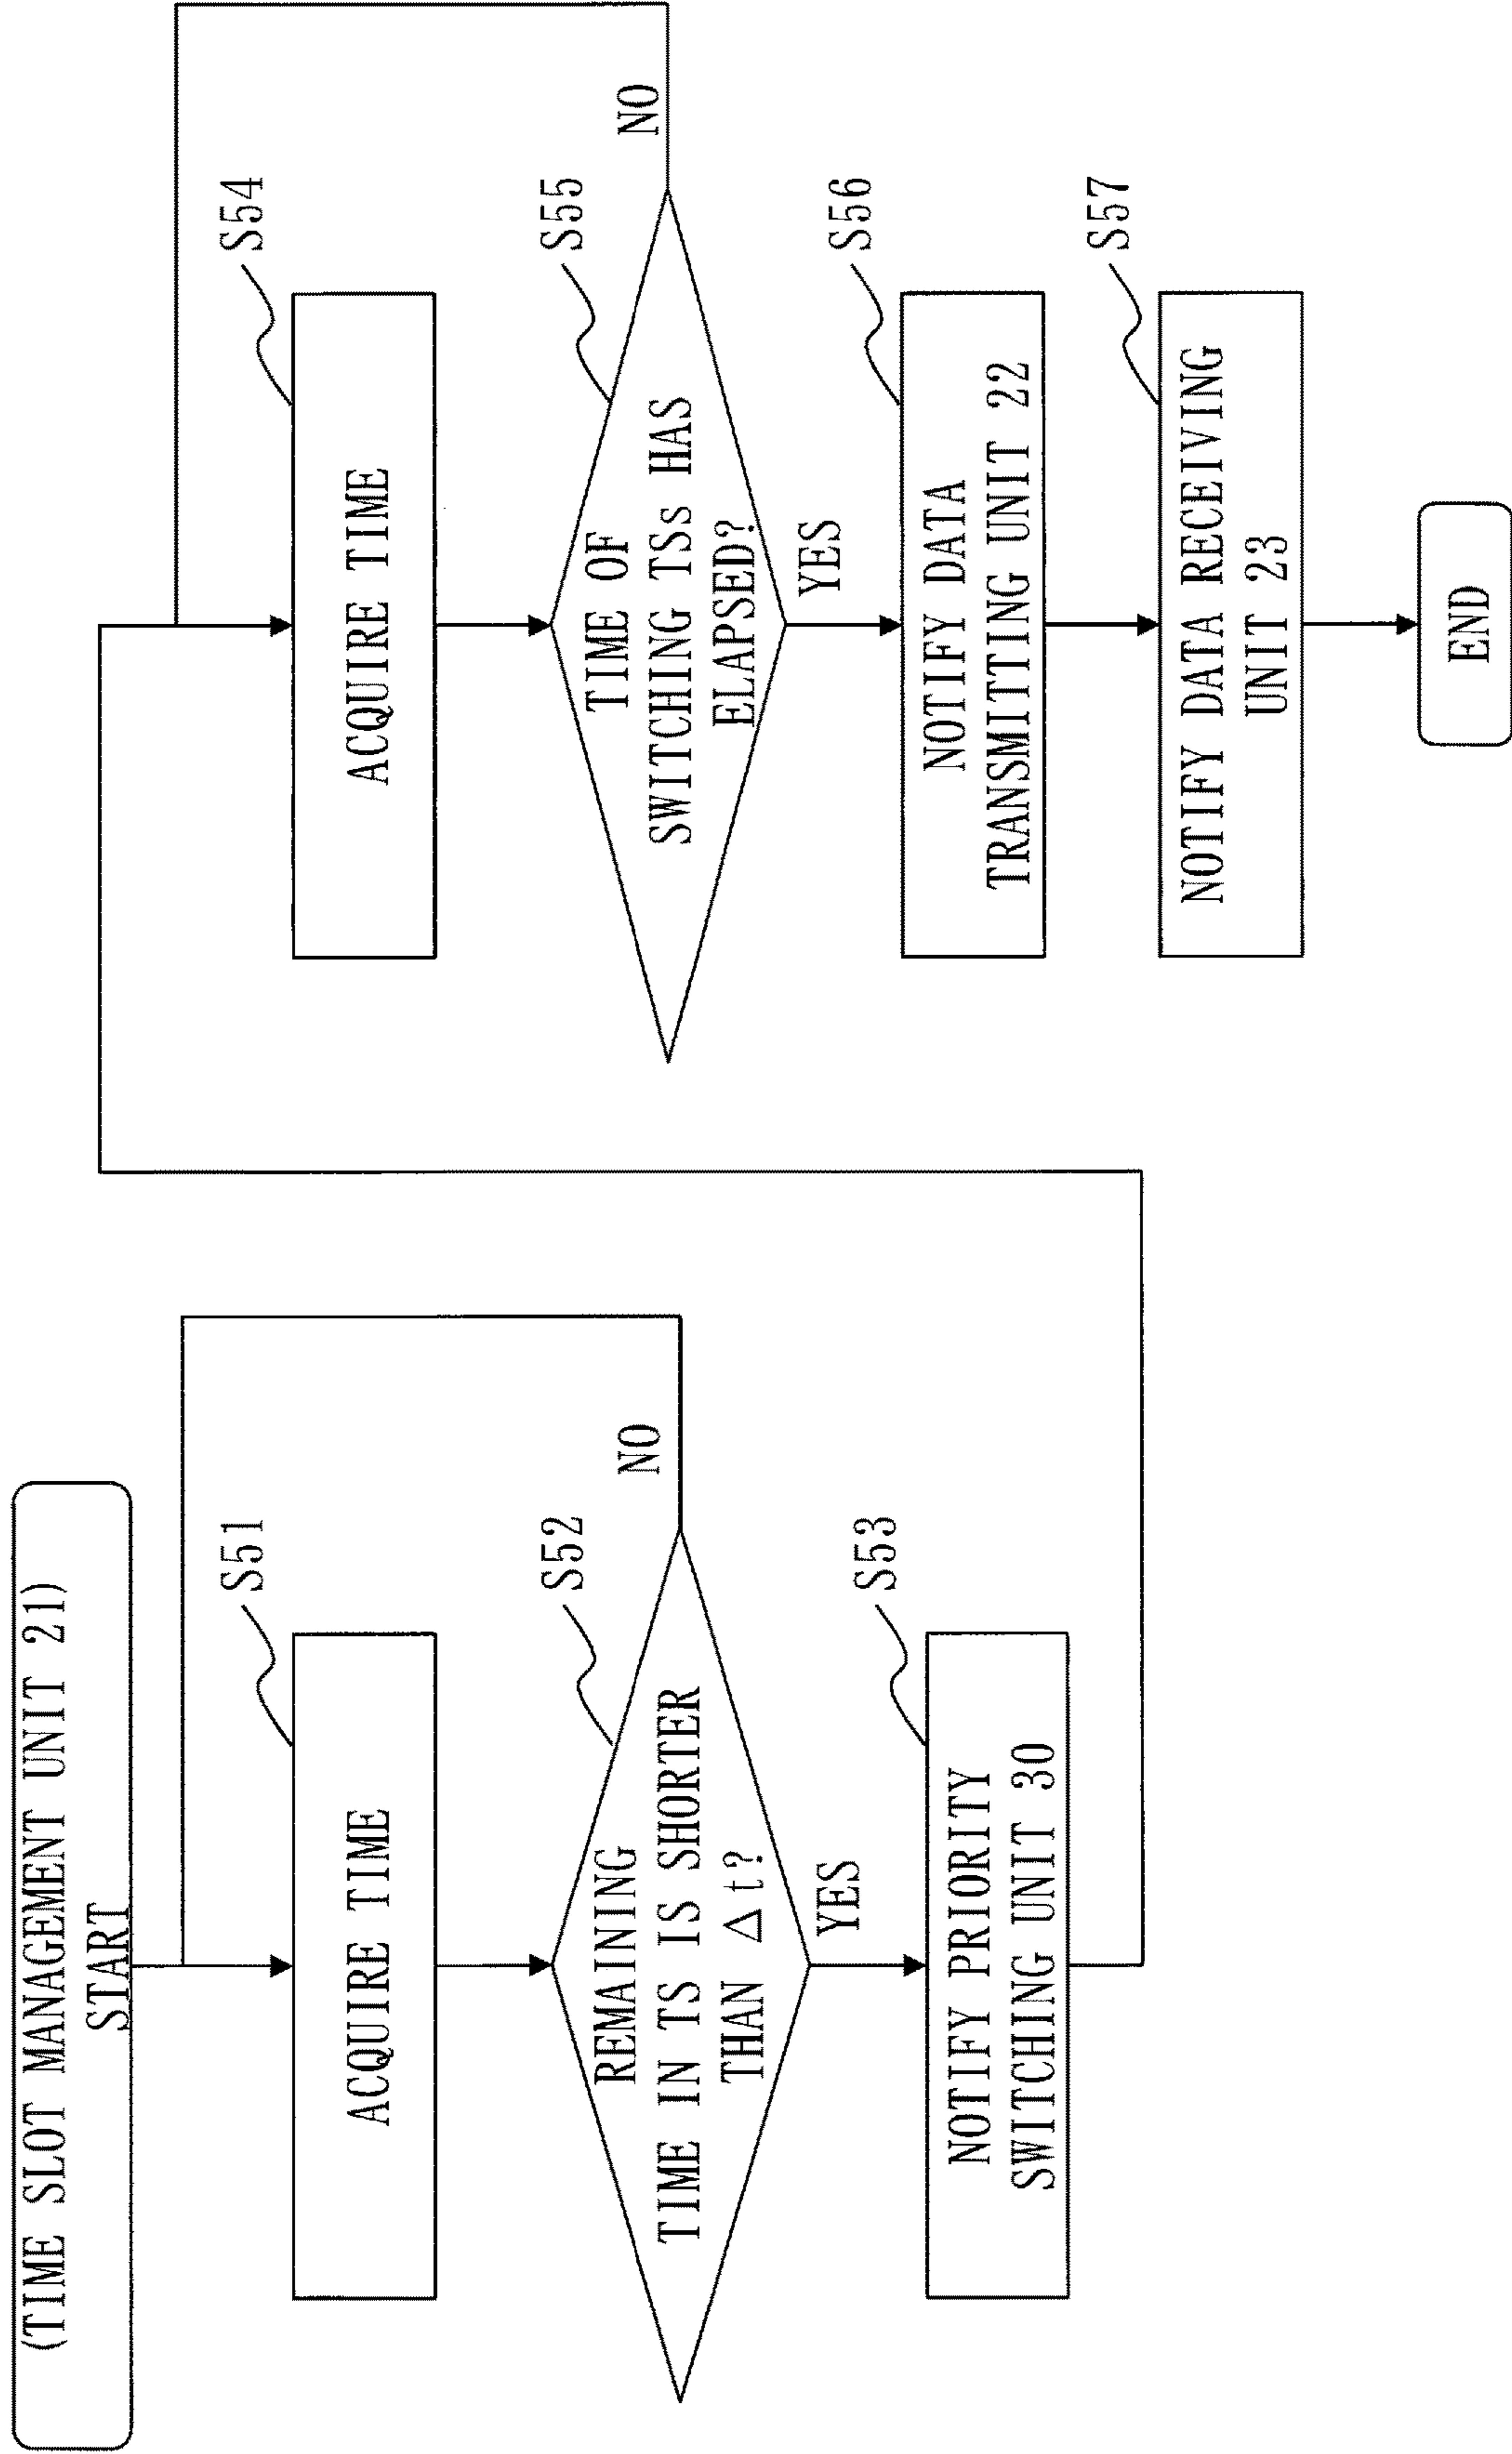 (TIME SLOT MANAGEMENT UNIT 21)
START
S51
ACQUIRE TIME
S52
REMAINING
TIME IN TS IS SHORTER
THAN Δt?
NO
YES
S53
NOTIFY PRIORITY
SWITCHING UNIT 30
S54
ACQUIRE TIME
S55
TIME OF
SWITCHING TSs HAS
ELAPSED?
NO
YES
S56
NOTIFY DATA
TRANSMITTING UNIT 22
S57
NOTIFY DATA RECEIVING
UNIT 23
END